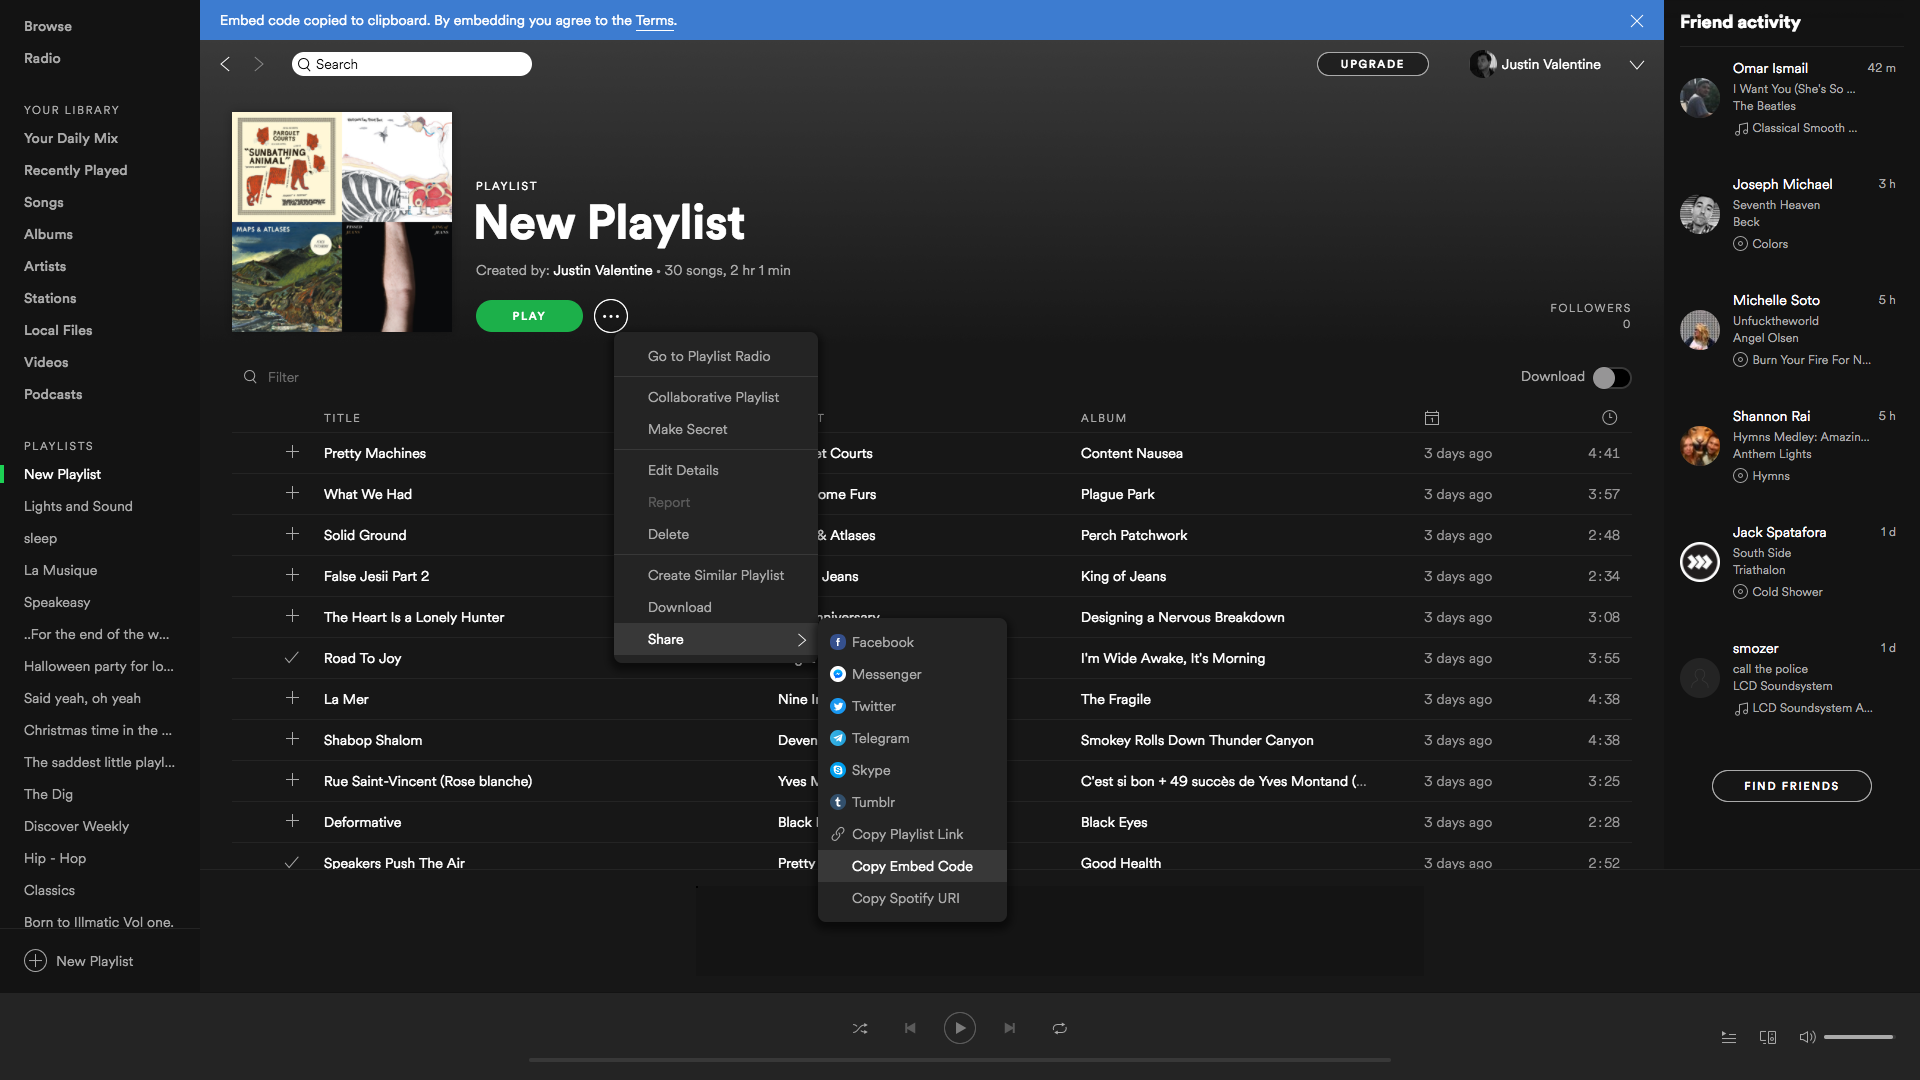 Browse
Radio
YOUR LIBRARY
Your Daily Mix
Recently Played
Songs
Albums
Artists
Stations
Local Files
Videos
Podcasts
PLAYLISTS
New Playlist
Lights and Sound
sleep
La Musique
Speakeasy
..For the end of the w...
Halloween party for lo...
Said yeah, oh yeah
Christmas time in the ...
The saddest little playl...
The Dig
Discover Weekly
Hip - Hop
Classics
Born to Illmatic Vol one.
New Playlist
Embed code copied to clipboard. By embedding you agree to the Terms.
Search
UPGRADE
Justin Valentine
PARQUET COURTS
"SUNBATHING ANIMAL"
MAPS & ATLASES
PLAYLIST
New Playlist
Created by: Justin Valentine • 30 songs, 2 hr 1 min
PLAY
FOLLOWERS
0
Filter
Download
TITLE T ALBUM
Pretty Machines et Courts Content Nausea 3 days ago 4:41
What We Had ome Furs Plague Park 3 days ago 3:57
Solid Ground & Atlases Perch Patchwork 3 days ago 2:48
False Jesii Part 2 Jeans King of Jeans 3 days ago 2:34
The Heart Is a Lonely Hunter nniversary Designing a Nervous Breakdown 3 days ago 3:08
Road To Joy I'm Wide Awake, It's Morning 3 days ago 3:55
La Mer Nine In The Fragile 3 days ago 4:38
Shabop Shalom Deven Smokey Rolls Down Thunder Canyon 3 days ago 4:38
Rue Saint-Vincent (Rose blanche) Yves M C'est si bon + 49 succès de Yves Montand (... 3 days ago 3:25
Deformative Black Black Eyes 3 days ago 2:28
Speakers Push The Air Pretty Good Health 3 days ago 2:52
Go to Playlist Radio
Collaborative Playlist
Make Secret
Edit Details
Report
Delete
Create Similar Playlist
Download
Share
Facebook
Messenger
Twitter
Telegram
Skype
Tumblr
Copy Playlist Link
Copy Embed Code
Copy Spotify URI
Friend activity
Omar Ismail 42 m
I Want You (She's So ...
The Beatles
Classical Smooth ...
Joseph Michael 3 h
Seventh Heaven
Beck
Colors
Michelle Soto 5 h
Unfucktheworld
Angel Olsen
Burn Your Fire For N...
Shannon Rai 5 h
Hymns Medley: Amazin...
Anthem Lights
Hymns
Jack Spatafora 1 d
South Side
Triathalon
Cold Shower
smozer 1 d
call the police
LCD Soundsystem
LCD Soundsystem A...
FIND FRIENDS